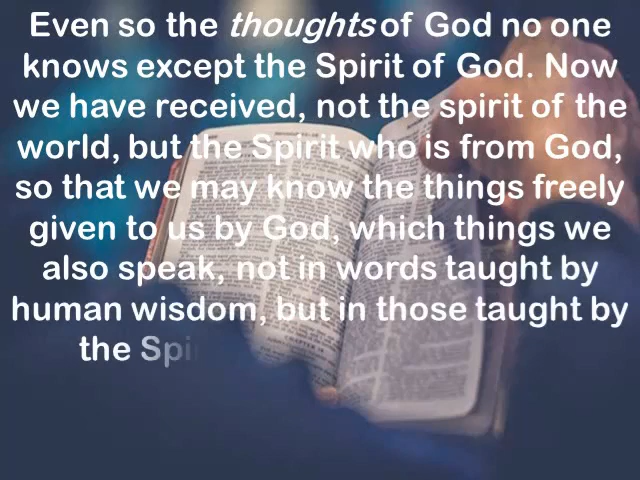 Even so the thoughts of God no one
knows except the Spirit of God. Now
we have received, not the spirit of the
world, but the Spirit who is from God,
so that we may know the things freely
given to us by God, which things we
also speak, not in words taught by
human wisdom, but in those taught by
the Spi